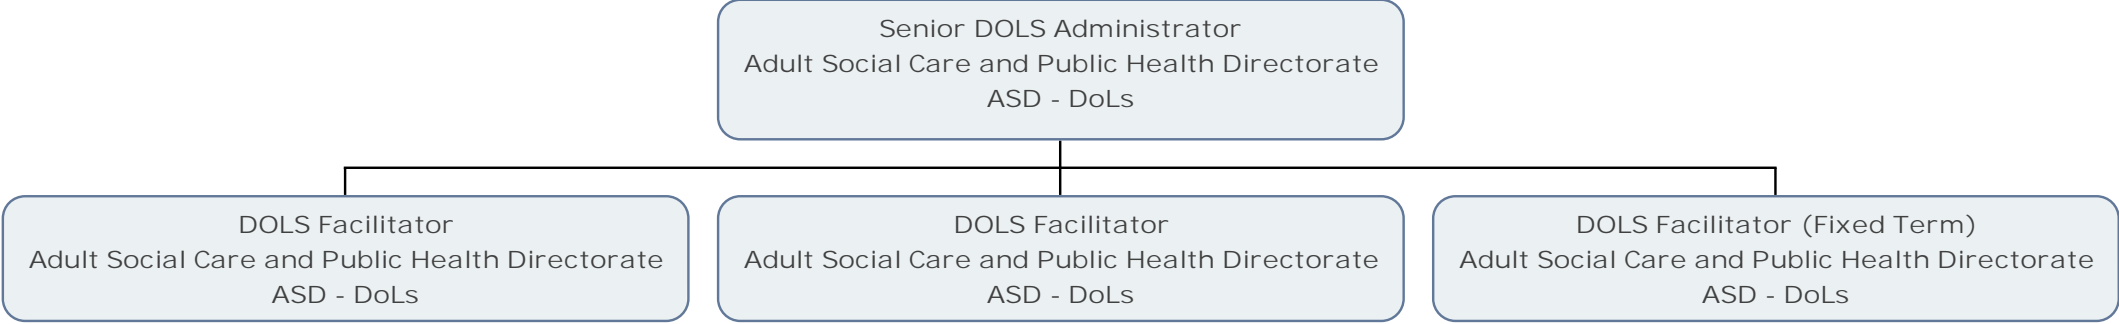 Senior DOLS Administrator
Adult Social Care and Public Health Directorate
ASD - DoLs
DOLS Facilitator
Adult Social Care and Public Health Directorate
ASD - DoLs
DOLS Facilitator
Adult Social Care and Public Health Directorate
ASD - DoLs
DOLS Facilitator (Fixed Term)
Adult Social Care and Public Health Directorate
ASD - DoLs